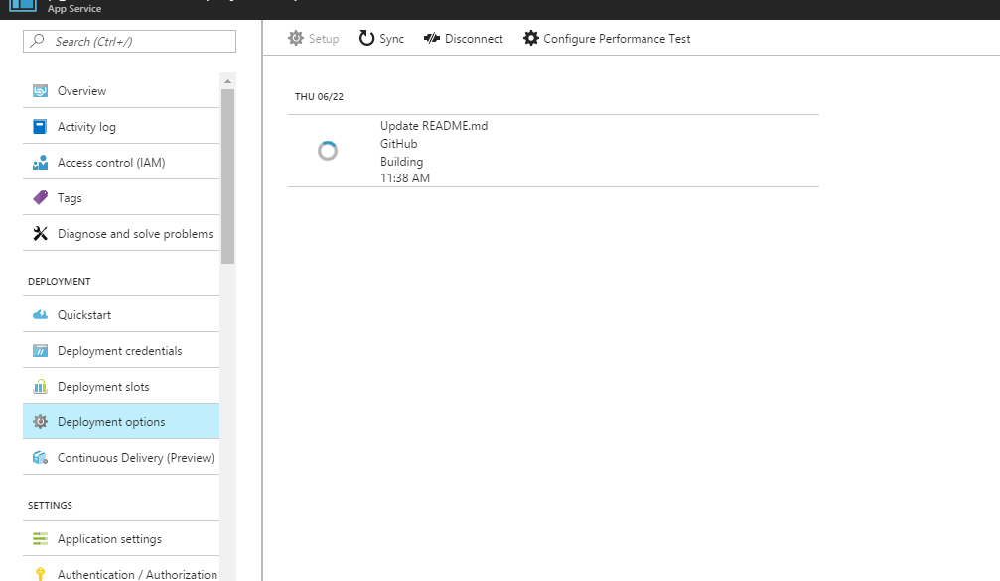 App Service
Search (Ctrl+/)
Overview
Activity log
Access control (IAM)
Tags
Diagnose and solve problems
DEPLOYMENT
Quickstart
Deployment credentials
Deployment slots
Deployment options
Continuous Delivery (Preview)
SETTINGS
Application settings
Authentication / Authorization
Setup
Sync
Disconnect
Configure Performance Test
THU 06/22
Update README.md
GitHub
Building
11:38 AM